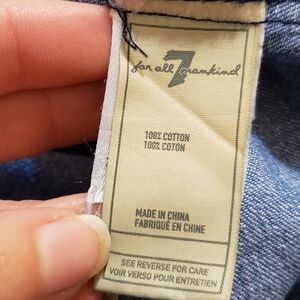 7
for all mankind
100% COTTON
100% COTON
MADE IN CHINA
FABRIQUÉ EN CHINE
SEE REVERSE FOR CARE
VOIR VERSO POUR ENTRETIEN